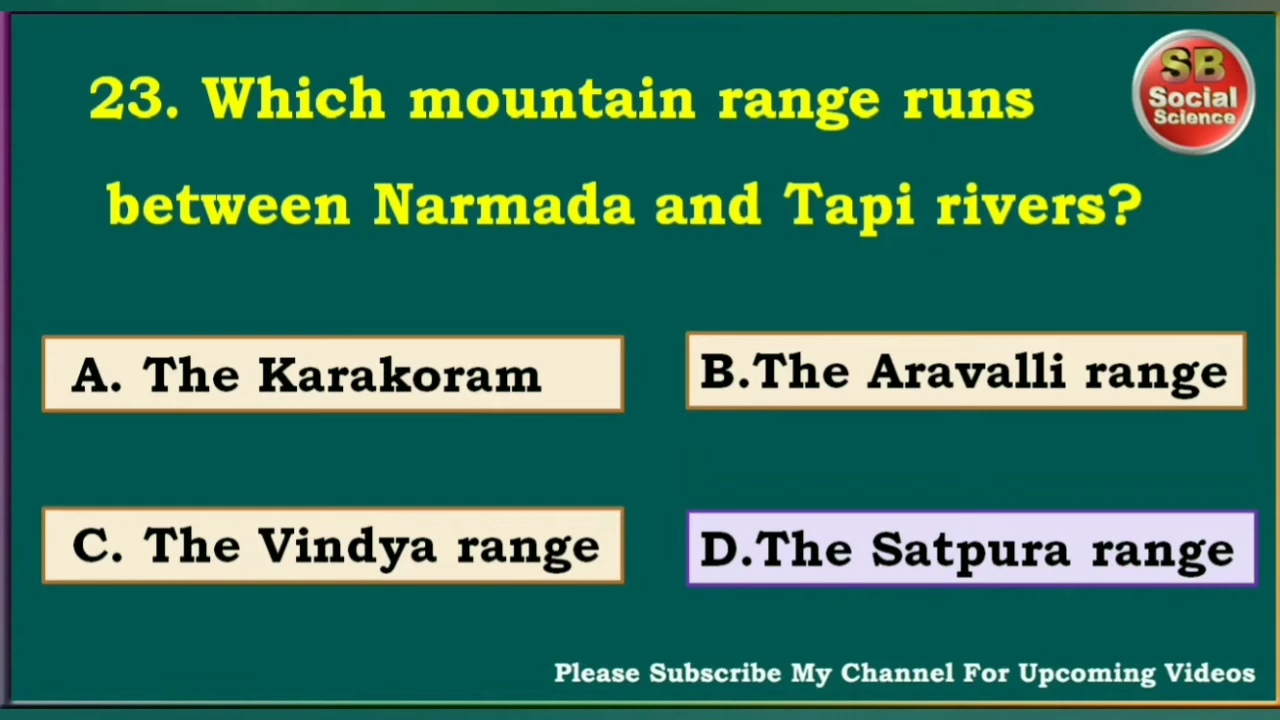 23. Which mountain range runs
between Narmada and Tapi rivers?
SB
Social
Science
A. The Karakoram
B.The Aravalli range
C. The Vindya range
D.The Satpura range
Please Subscribe My Channel For Upcoming Videos